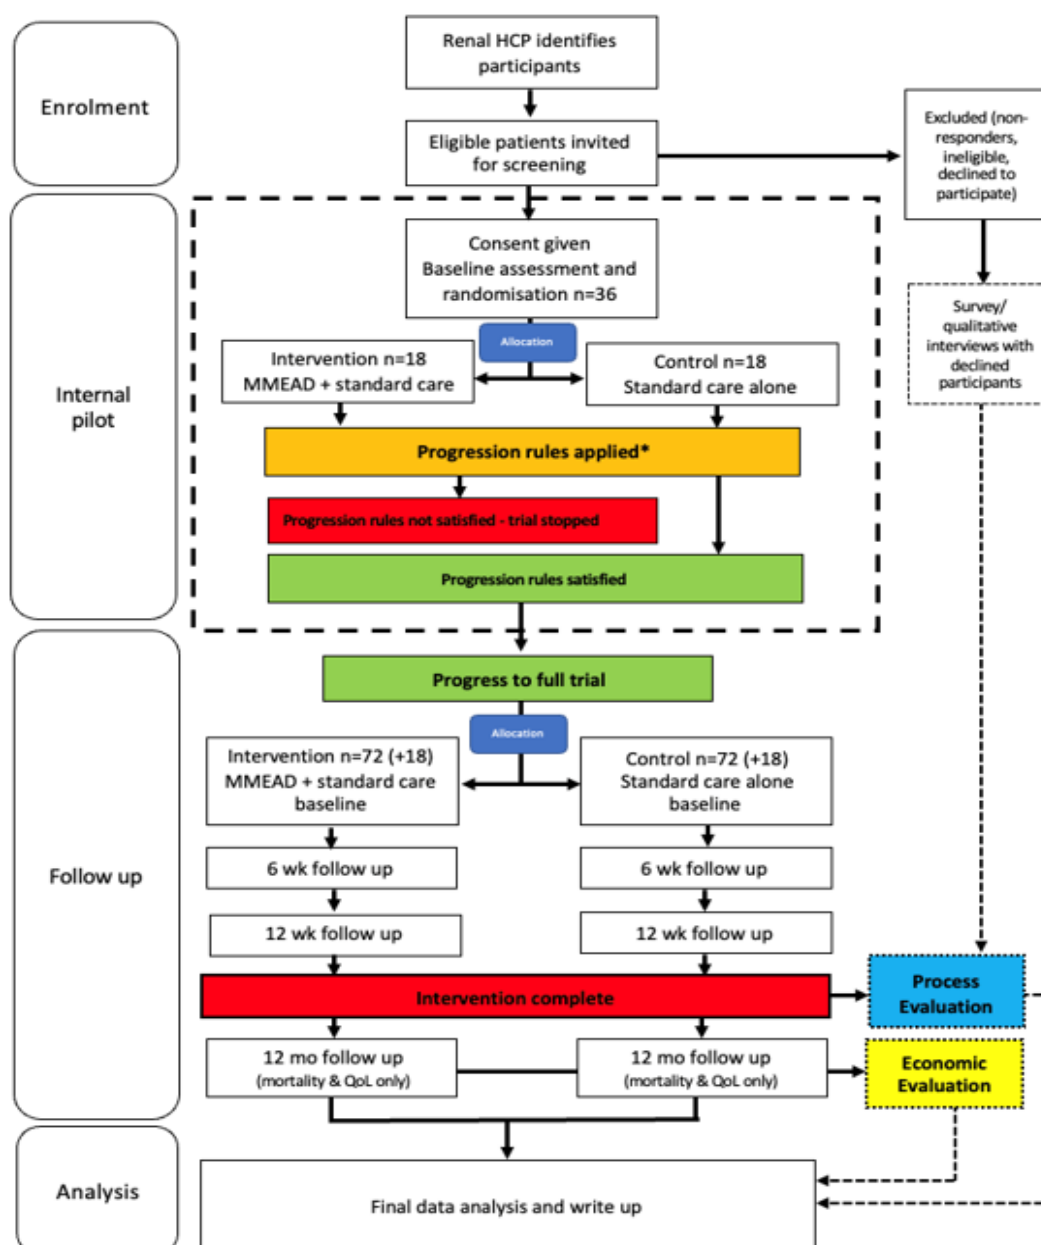 Enrolment
Renal HCP identifies
participants
Eligible patients invited
for screening
Excluded (non-
responders,
ineligible,
declined to
participate)
Internal
pilot
Consent given
Baseline assessment and
randomisation n=36
Allocation
Intervention n=18
MMEAD + standard care
Control n=18
Standard care alone
Survey/
qualitative
interviews with
declined
participants
Progression rules applied*
Progression rules not satisfied - trial stopped
Progression rules satisfied
Follow up
Progress to full trial
Allocation
Intervention n=72 (+18)
MMEAD + standard care
baseline
Control n=72 (+18)
Standard care alone
baseline
6 wk follow up
6 wk follow up
12 wk follow up
12 wk follow up
Intervention complete
Process
Evaluation
12 mo follow up
(mortality & QoL only)
12 mo follow up
(mortality & QoL only)
Economic
Evaluation
Analysis
Final data analysis and write up